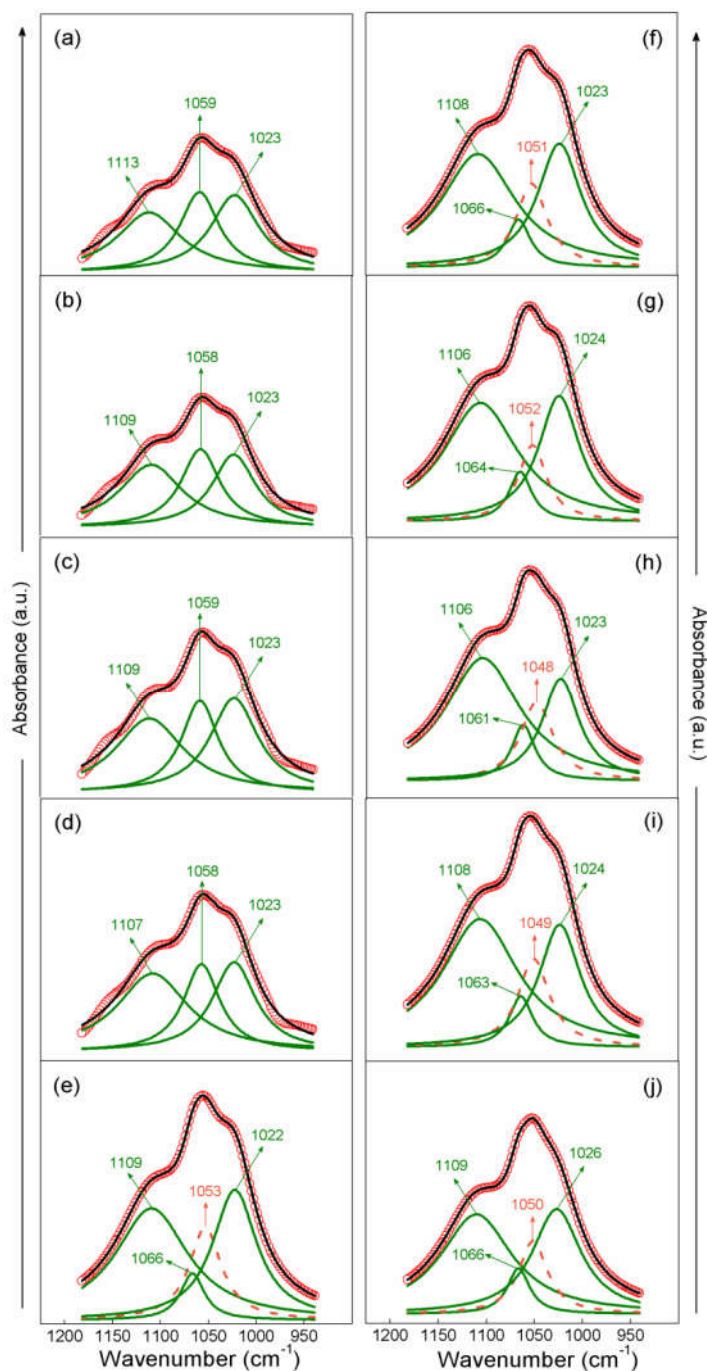 (a)
1059
1023
1113
(b)
1058
1023
1109
(c)
1059
1023
1109
(d)
1058
1023
1107
(e)
1022
1109
1053
1066
1200 1150 1100 1050 1000 950
Wavenumber (cm⁻¹)
Absorbance (a.u.)
(f)
1108
1023
1051
1066
(g)
1024
1106
1052
1064
(h)
1106
1023
1048
1061
(i)
1108
1024
1049
1063
(j)
1109
1026
1050
1066
1200 1150 1100 1050 1000 950
Wavenumber (cm⁻¹)
Absorbance (a.u.)